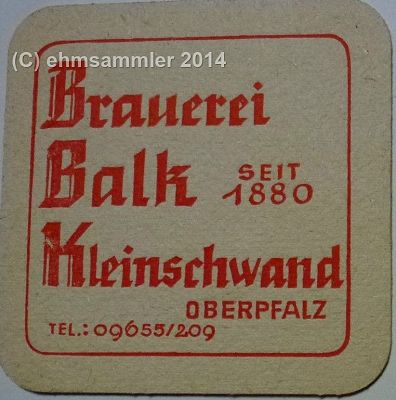 (C) ehmsammler 2014
Brauerei
Balk SEIT 1880
Kleinschwand
OBERPFALZ
TEL.: 09655/209